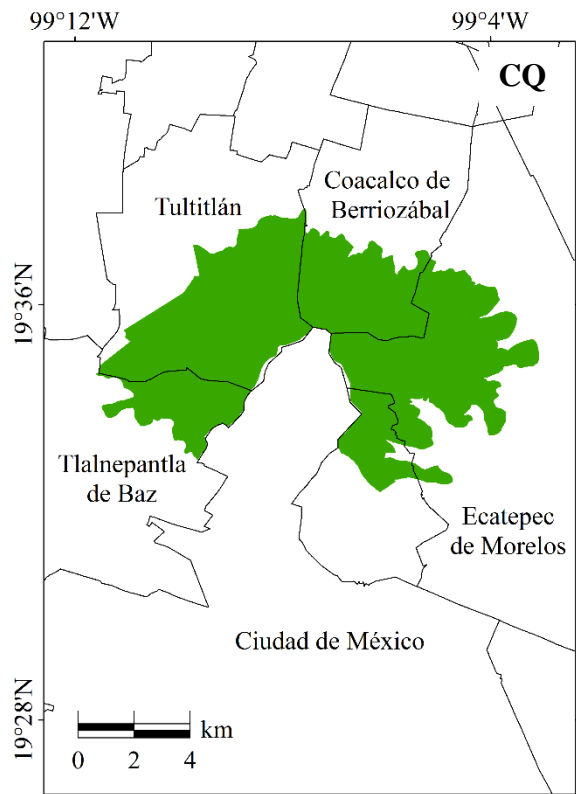 99°12'W
99°4'W
CQ
Coacalco de
Berriozábal
Tultitlán
19°36'N
Tlalnepantla
de Baz
Ecatepec
de Morelos
Ciudad de México
19°28'N
km
0 2 4